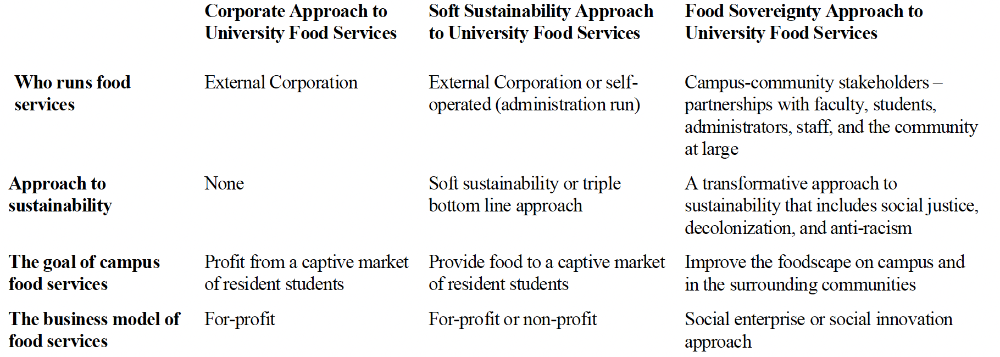 Corporate Approach to
University Food Services
Soft Sustainability Approach
to University Food Services
Food Sovereignty Approach to
University Food Services
Who runs food
services
External Corporation
External Corporation or self-
operated (administration run)
Campus-community stakeholders –
partnerships with faculty, students,
administrators, staff, and the community
at large
Approach to
sustainability
None
Soft sustainability or triple
bottom line approach
A transformative approach to
sustainability that includes social justice,
decolonization, and anti-racism
The goal of campus
food services
Profit from a captive market
of resident students
Provide food to a captive market
of resident students
Improve the foodscape on campus and
in the surrounding communities
The business model of
food services
For-profit
For-profit or non-profit
Social enterprise or social innovation
approach